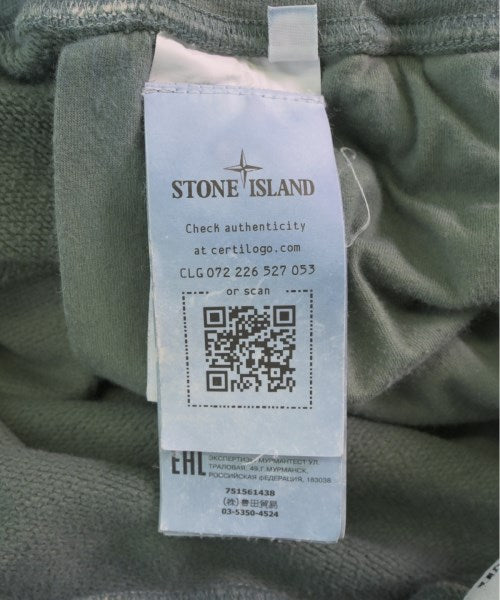 STONE ISLAND
Check authenticity
at certilogo.com
CLG 072 226 527 053
or scan
EAC
ЭКСПЕРТИЗЫ МУРМАНТЕСТ УЛ.
ТРАЛОВАЯ, 49,Г МУРМАНСК,
РОССИЙСКАЯ ФЕДЕРАЦИЯ, 183038
751561438
(株)豊田貿易
03-5350-4524